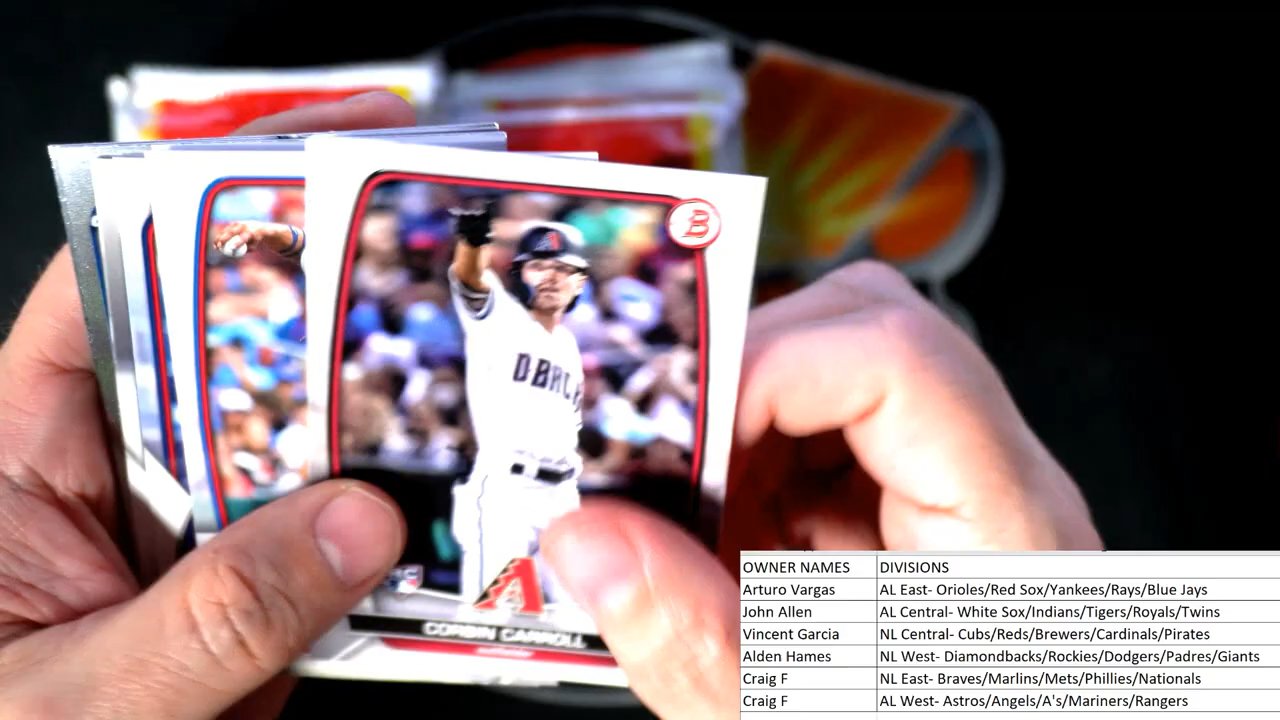 B
A
D-BAC
RC
A
CORBIN CARROLL
outfielder
OWNER NAMES DIVISIONS
Arturo Vargas AL East- Orioles/Red Sox/Yankees/Rays/Blue Jays
John Allen AL Central- White Sox/Indians/Tigers/Royals/Twins
Vincent Garcia NL Central- Cubs/Reds/Brewers/Cardinals/Pirates
Alden Hames NL West- Diamondbacks/Rockies/Dodgers/Padres/Giants
Craig F NL East- Braves/Marlins/Mets/Phillies/Nationals
Craig F AL West- Astros/Angels/A's/Mariners/Rangers